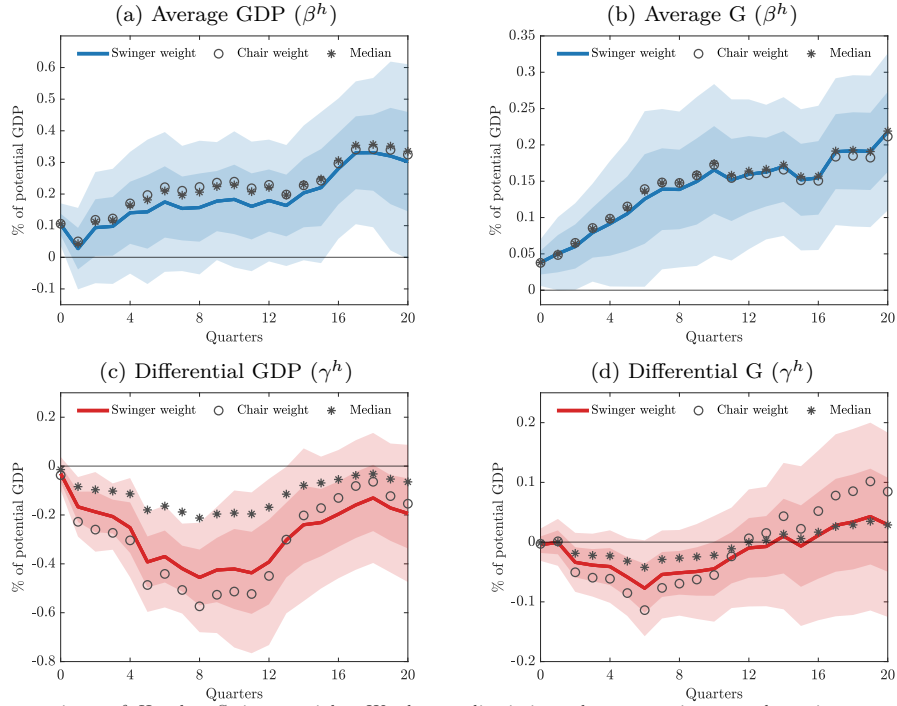 (a) Average GDP (β^h)
Swinger weight Chair weight Median
% of potential GDP
0.6
0.5
0.4
0.3
0.2
0.1
0
-0.1
0 4 8 12 16 20
Quarters
(b) Average G (β^h)
Swinger weight Chair weight Median
% of potential GDP
0.35
0.3
0.25
0.2
0.15
0.1
0.05
0
0 4 8 12 16 20
Quarters
(c) Differential GDP (γ^h)
Swinger weight Chair weight Median
% of potential GDP
0.2
0
-0.2
-0.4
-0.6
-0.8
0 4 8 12 16 20
Quarters
(d) Differential G (γ^h)
Swinger weight Chair weight Median
% of potential GDP
0.2
0.1
0
-0.1
-0.2
0 4 8 12 16 20
Quarters